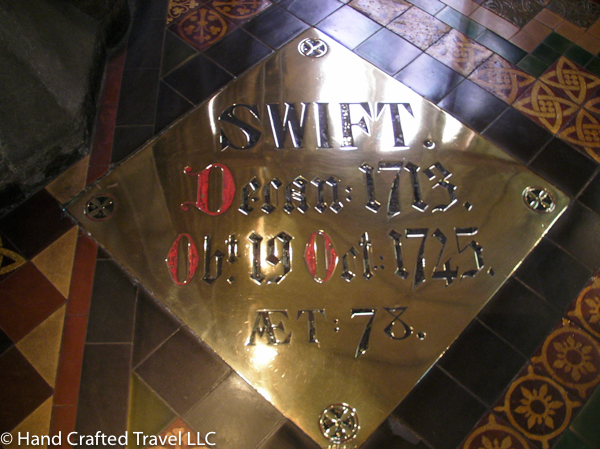 SWIFT.
Decan: 1713.
Obt 19 Oct: 1745.
ÆT: 78.
© Hand Crafted Travel LLC